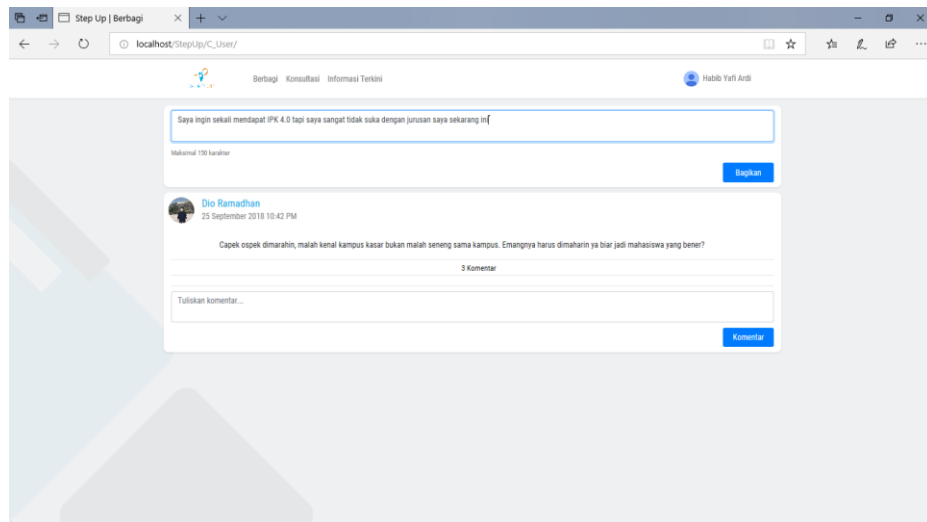 Step Up | Berbagi
localhost/StepUp/C_User/
Berbagi Konsultasi Informasi Terkini
Habib Yafi Ardi
Saya ingin sekali mendapat IPK 4.0 tapi saya sangat tidak suka dengan jurusan saya sekarang ini
Maksimal 150 karakter
Bagikan
Dio Ramadhan
25 September 2018 10:42 PM
Capek ospek dimarahin, malah kenal kampus kasar bukan malah seneng sama kampus. Emangnya harus dimaharin ya biar jadi mahasiswa yang bener?
3 Komentar
Tuliskan komentar...
Komentar